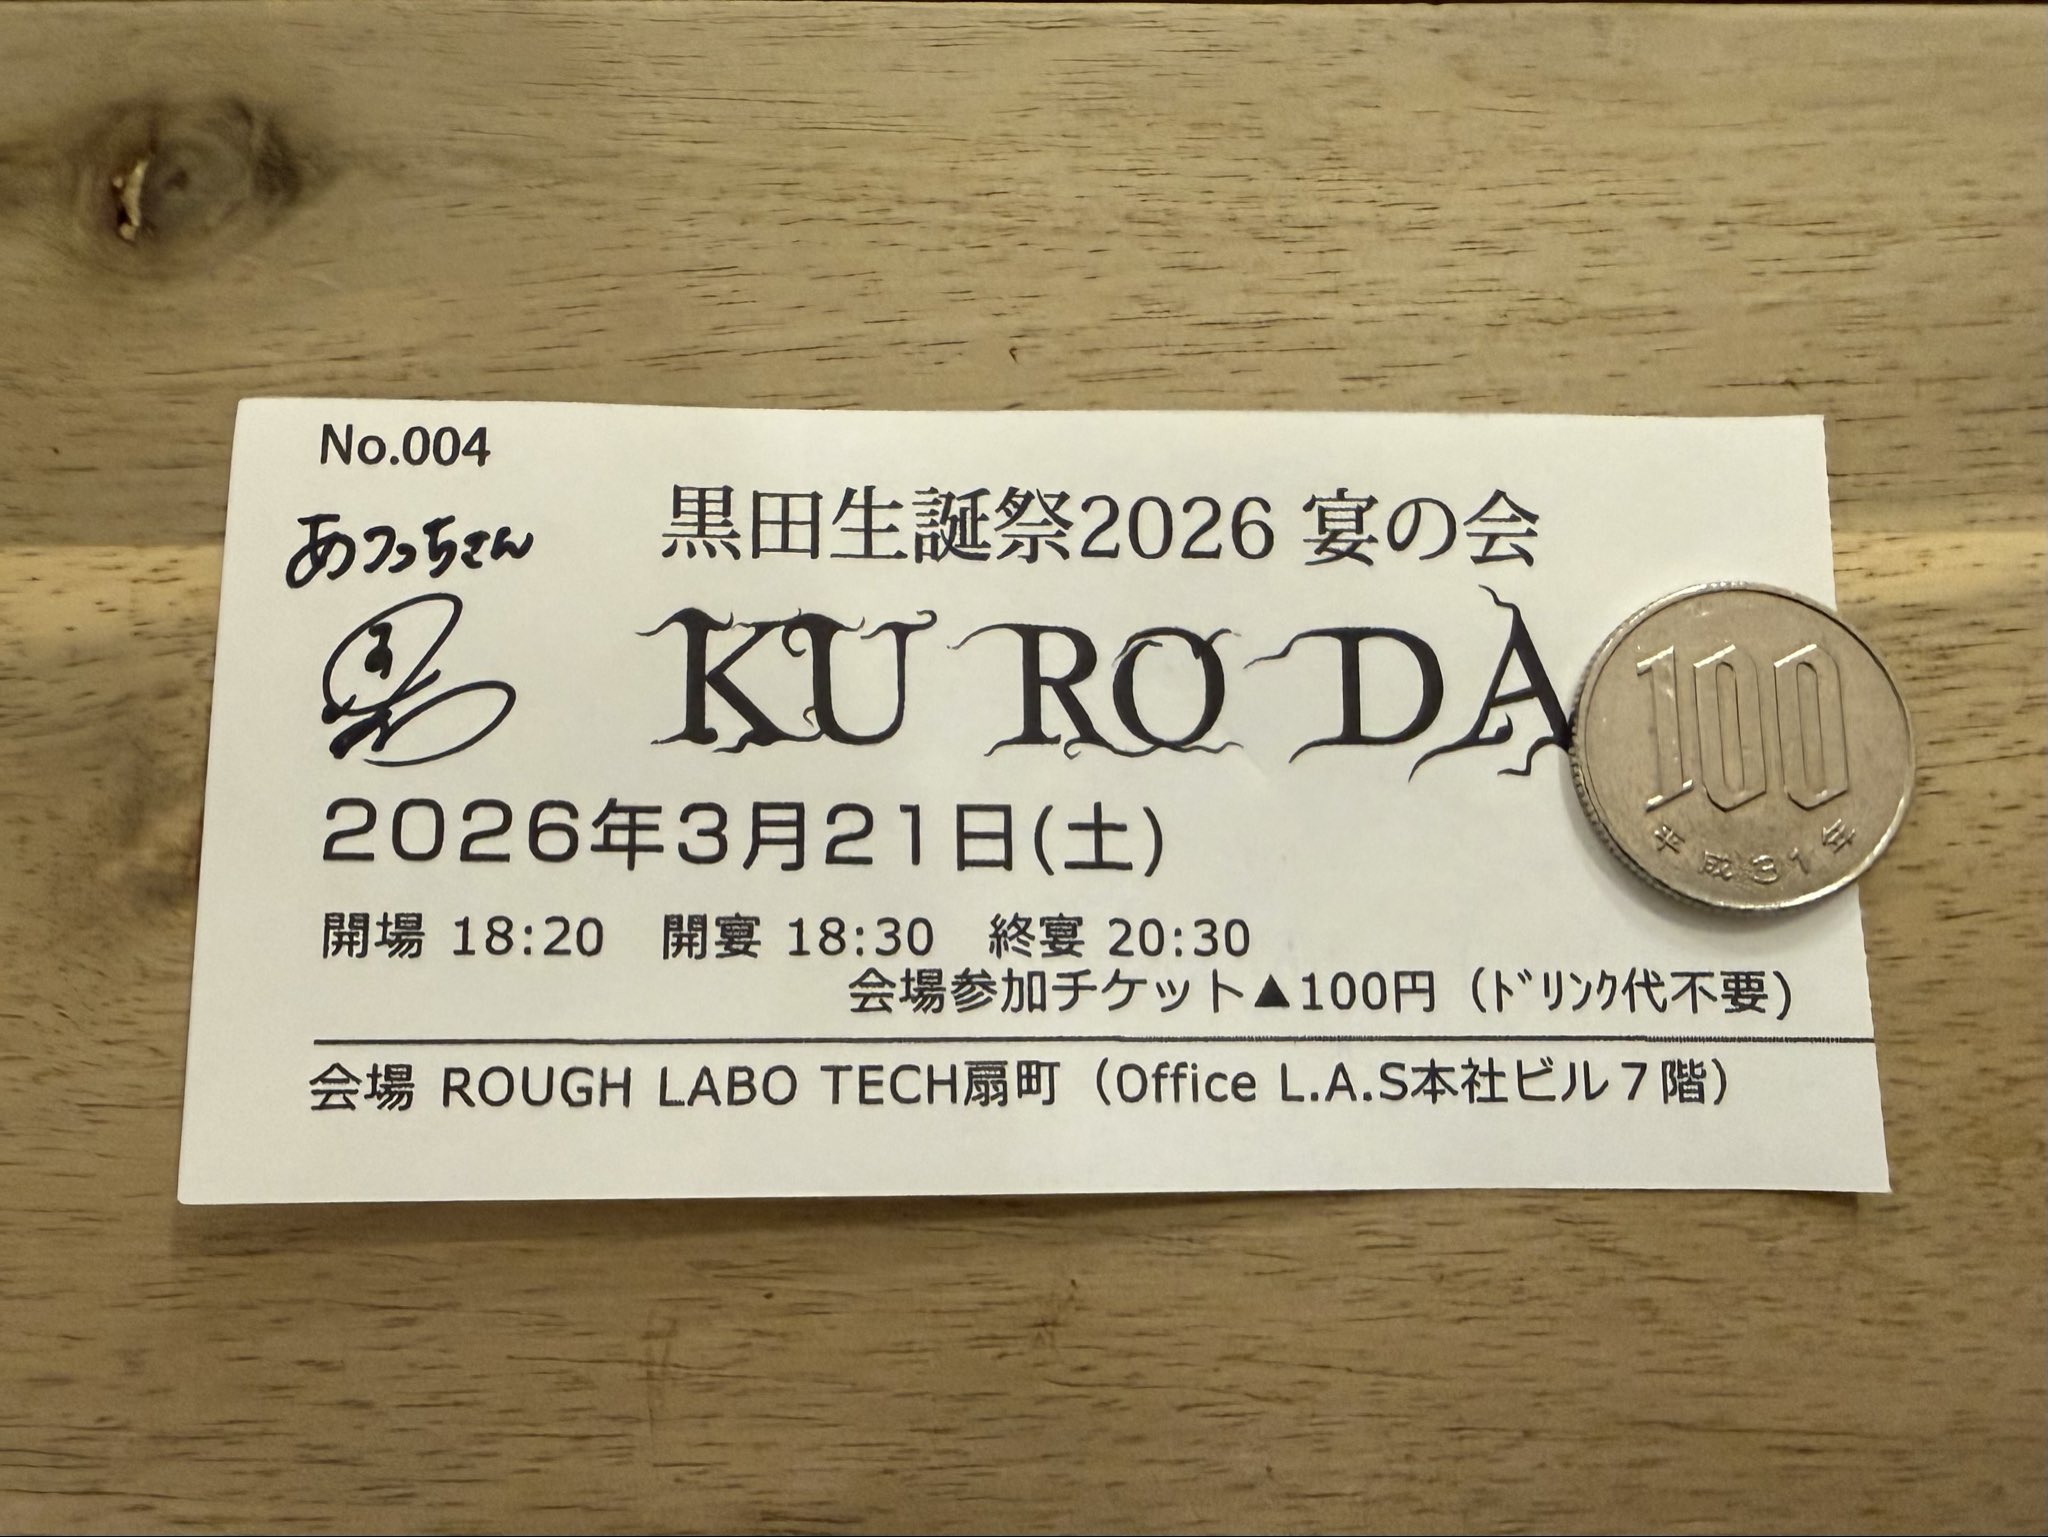 No.004
黒田生誕祭2026 宴の会
あつっちさん
KURODA
2026年3月21日(土)
開場 18:20　開宴 18:30　終宴 20:30
会場参加チケット▲100円（ﾄﾞﾘﾝｸ代不要)
会場 ROUGH LABO TECH扇町（Office L.A.S本社ビル７階）
100
平成31年